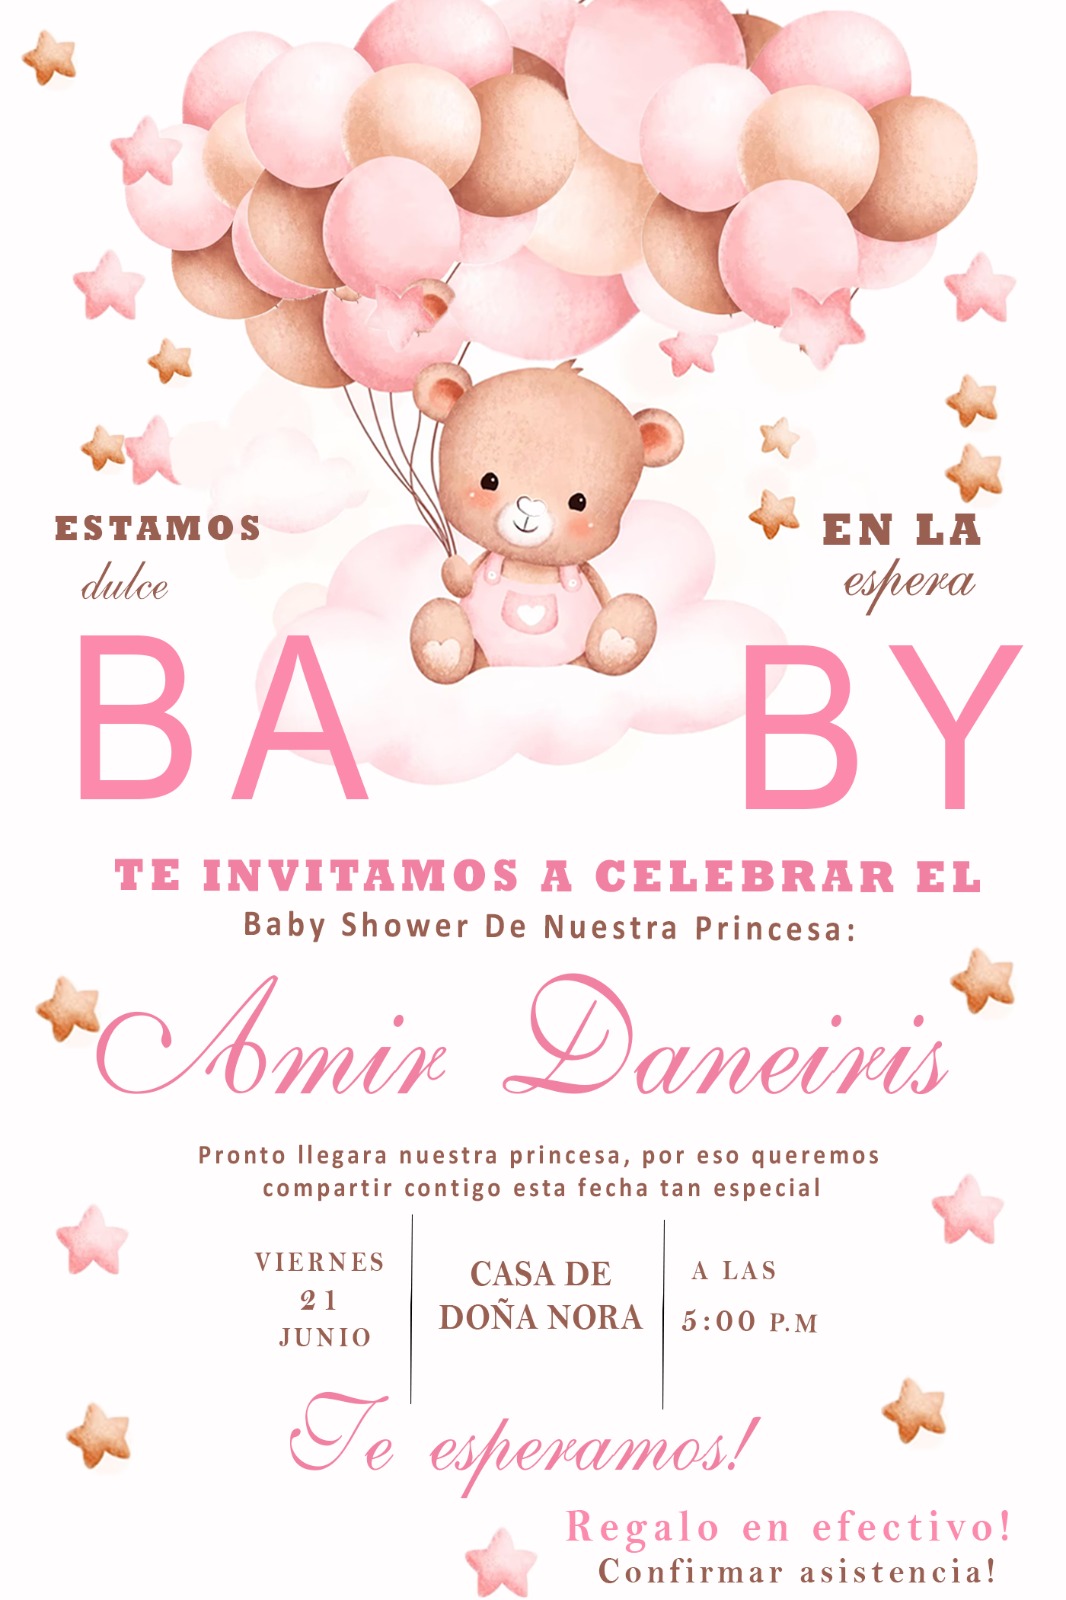 ESTAMOS
EN LA
dulce
espera
BA BY
TE INVITAMOS A CELEBRAR EL
Baby Shower De Nuestra Princesa:
Amir Daneiris
Pronto llegara nuestra princesa, por eso queremos
compartir contigo esta fecha tan especial
VIERNES
21
JUNIO
CASA DE
DOÑA NORA
A LAS
5:00 P.M
Te esperamos!
Regalo en efectivo!
Confirmar asistencia!